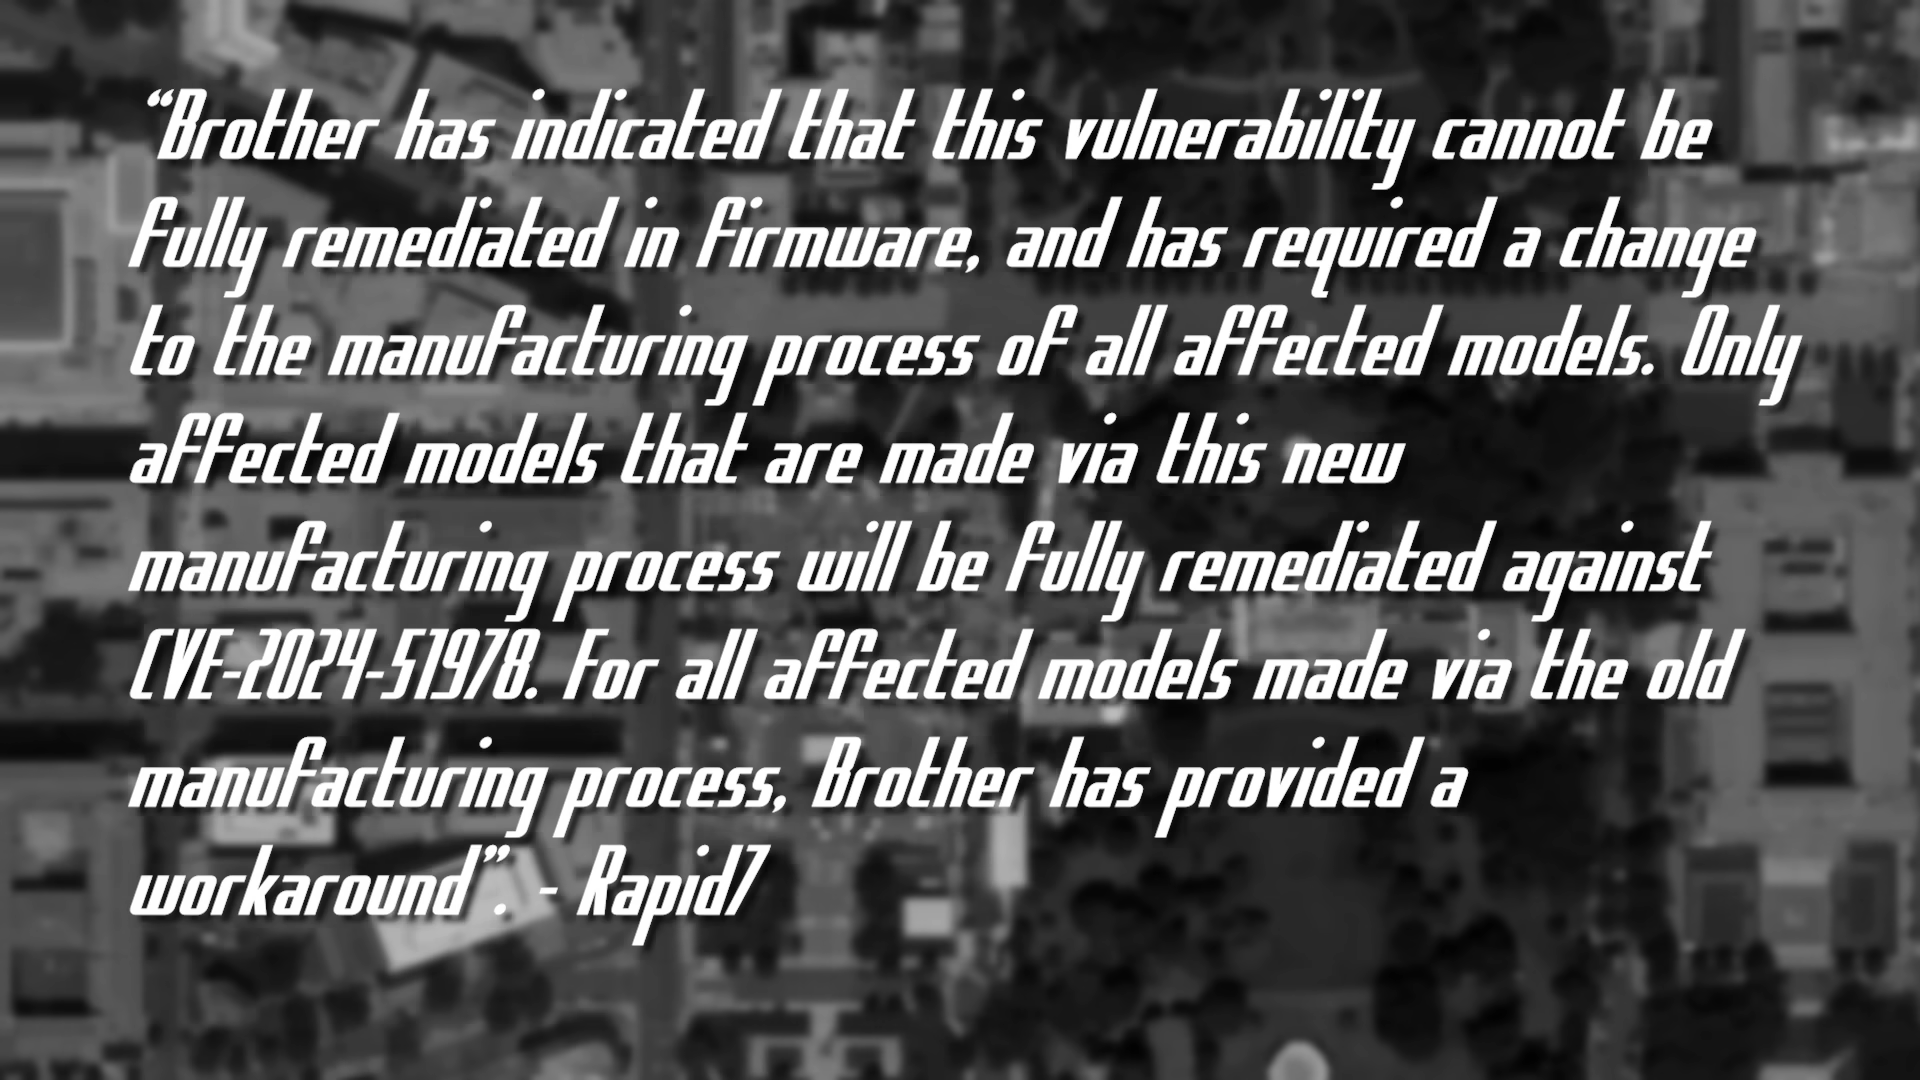 “Brother has indicated that this vulnerability cannot be
fully remediated in firmware, and has required a change
to the manufacturing process of all affected models. Only
affected models that are made via this new
manufacturing process will be fully remediated against
CVE-2024-51978. For all affected models made via the old
manufacturing process, Brother has provided a
workaround”. - Rapid7